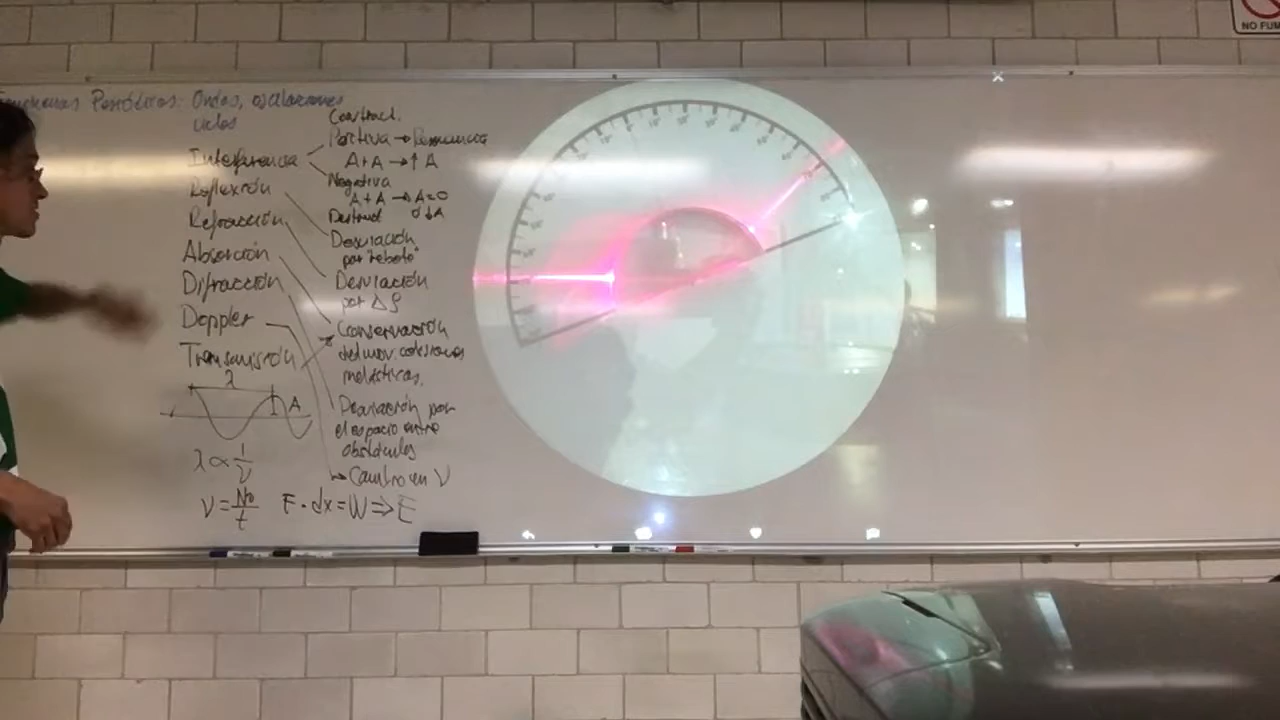 Funciones Periódicas: Ondas, oscilaciones
ciclos
Construct.
Interferencia
Positiva → Resonancia
A+A → ↑ A
Negativa
A+A → A=0
Destruct ó ↓A
Reflexión
Refracción
Absorción
Difracción
Doppler
Transmisión
Desviación
por "rebote"
Desviación
por Δρ
Conservación
del mov. colisiones
inelásticas.
Desviación por
el espacio entre
obstáculos
Cambio en ν
λ
A
λ ∝ 1/ν
ν = No/t
F · dx = W ⇒ E
NO FUM